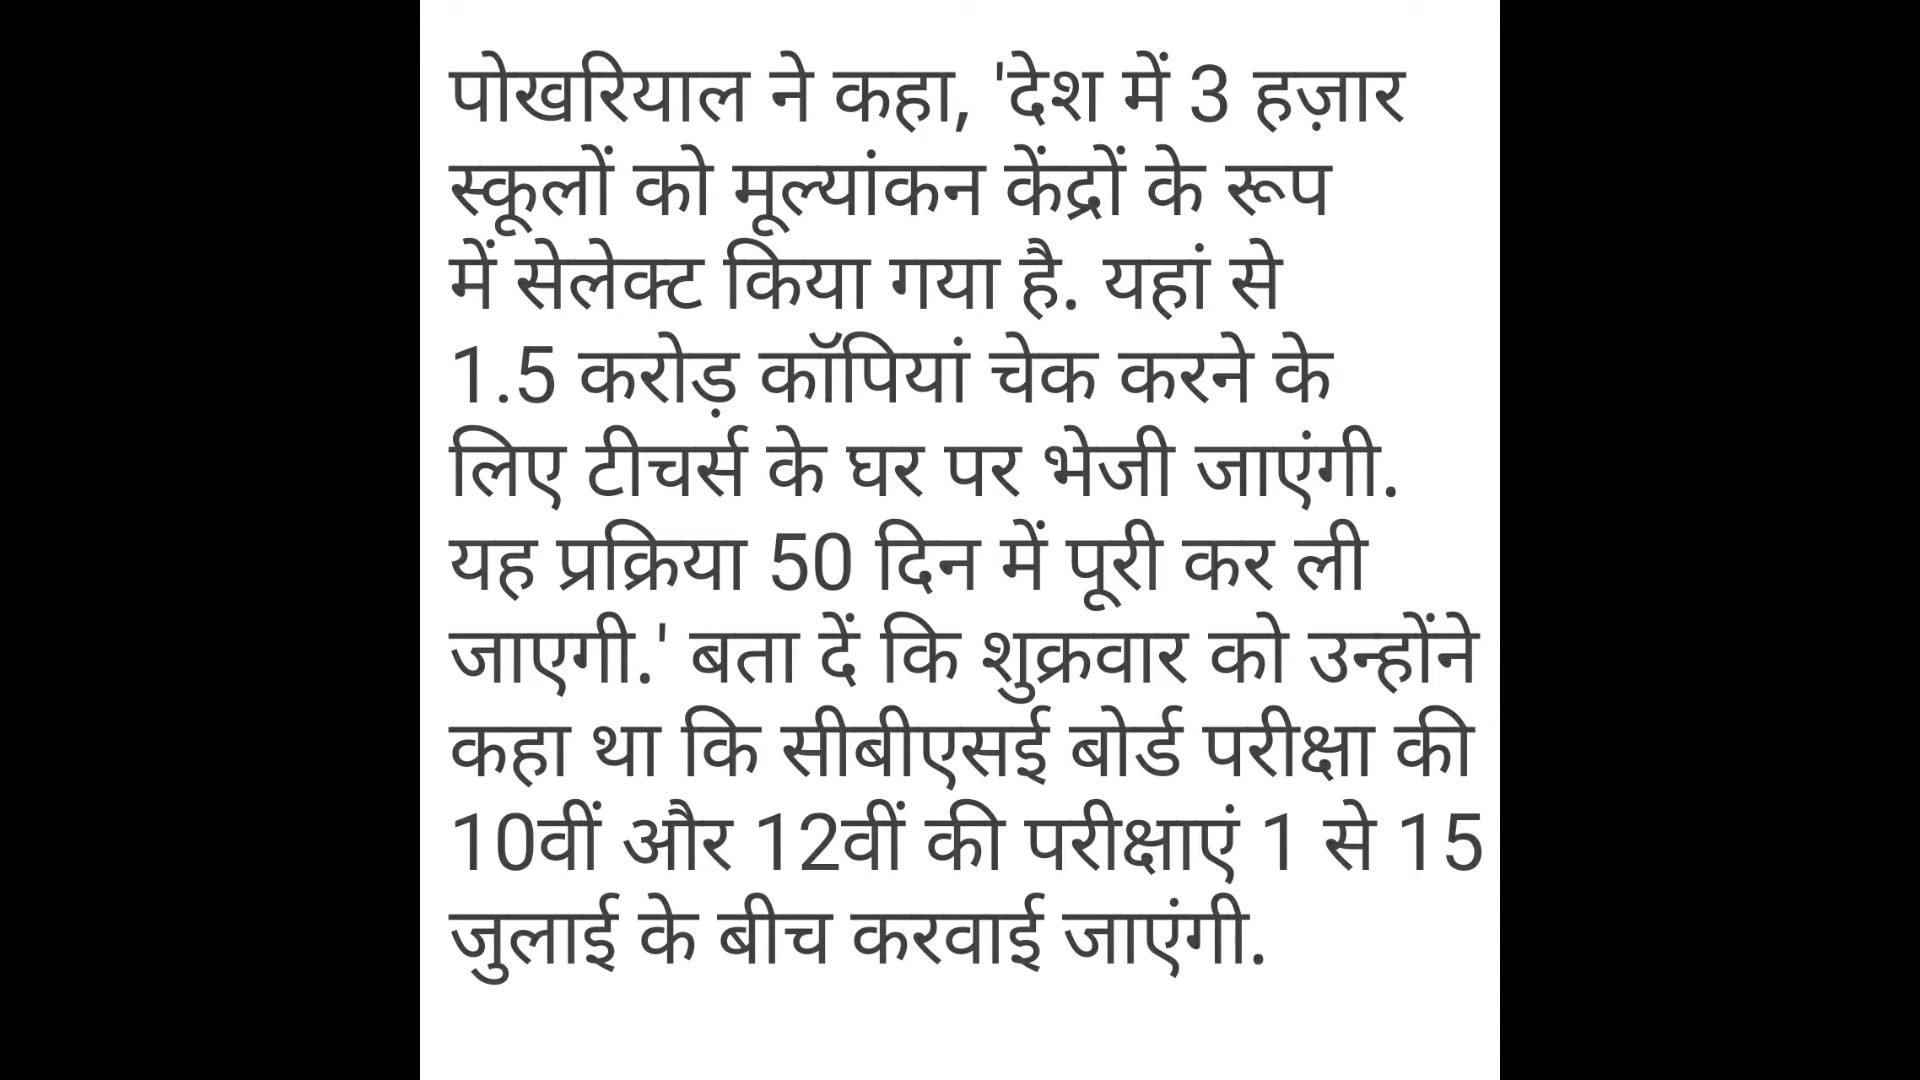 पोखरियाल ने कहा, 'देश में 3 हज़ार
स्कूलों को मूल्यांकन केंद्रों के रूप
में सेलेक्ट किया गया है. यहां से
1.5 करोड़ कॉपियां चेक करने के
लिए टीचर्स के घर पर भेजी जाएंगी.
यह प्रक्रिया 50 दिन में पूरी कर ली
जाएगी.' बता दें कि शुक्रवार को उन्होंने
कहा था कि सीबीएसई बोर्ड परीक्षा की
10वीं और 12वीं की परीक्षाएं 1 से 15
जुलाई के बीच करवाई जाएंगी.